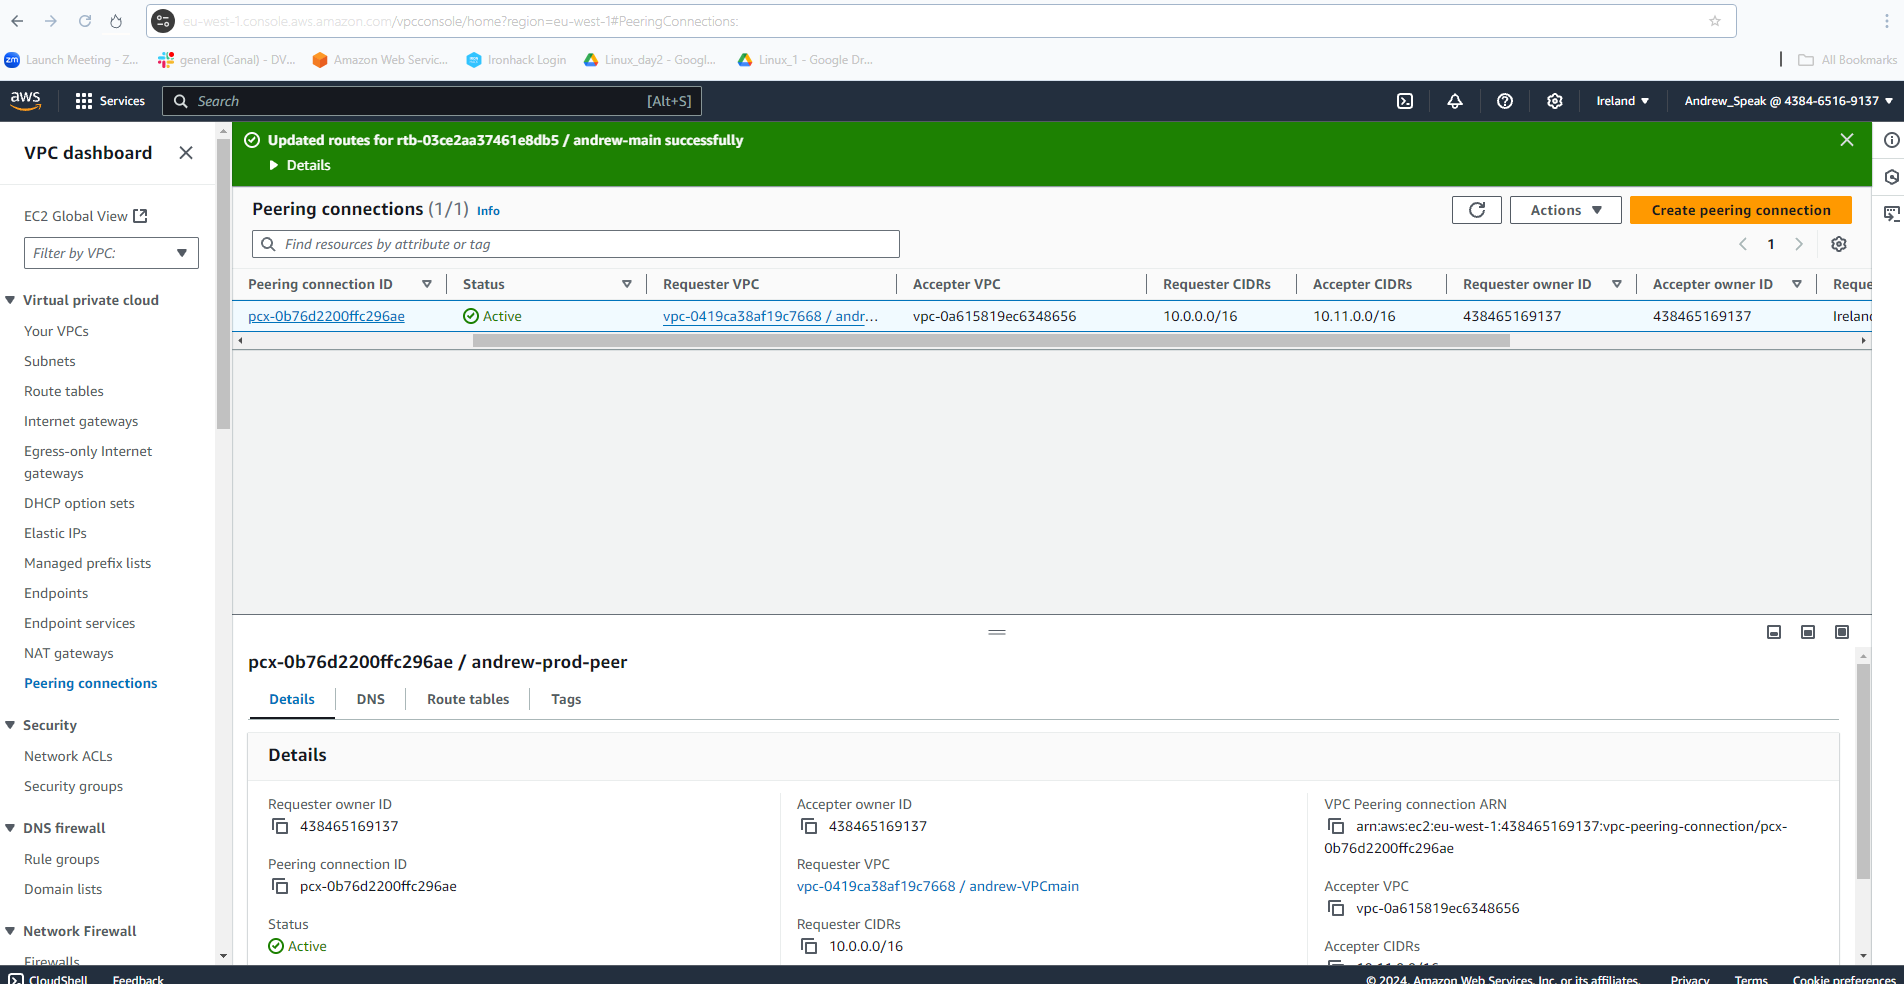 eu-west-1.console.aws.amazon.com/vpcconsole/home?region=eu-west-1#PeeringConnections:
zm Launch Meeting - Z... general (Canal) - DV... Amazon Web Servic... Ironhack Login Linux_day2 - Googl... Linux_1 - Google Dr... All Bookmarks
aws Services Search [Alt+S] Ireland Andrew_Speak @ 4384-6516-9137
VPC dashboard
EC2 Global View
Filter by VPC:
Virtual private cloud
Your VPCs
Subnets
Route tables
Internet gateways
Egress-only Internet
gateways
DHCP option sets
Elastic IPs
Managed prefix lists
Endpoints
Endpoint services
NAT gateways
Peering connections
Security
Network ACLs
Security groups
DNS firewall
Rule groups
Domain lists
Network Firewall
Firewalls
Updated routes for rtb-03ce2aa37461e8db5 / andrew-main successfully
Details
Peering connections (1/1) Info
Actions
Create peering connection
Find resources by attribute or tag
1
Peering connection ID Status Requester VPC Accepter VPC Requester CIDRs Accepter CIDRs Requester owner ID Accepter owner ID Reque
pcx-0b76d2200ffc296ae Active vpc-0419ca38af19c7668 / andr... vpc-0a615819ec6348656 10.0.0.0/16 10.11.0.0/16 438465169137 438465169137 Irelan
pcx-0b76d2200ffc296ae / andrew-prod-peer
Details DNS Route tables Tags
Details
Requester owner ID
438465169137
Peering connection ID
pcx-0b76d2200ffc296ae
Status
Active
Accepter owner ID
438465169137
Requester VPC
vpc-0419ca38af19c7668 / andrew-VPCmain
Requester CIDRs
10.0.0.0/16
VPC Peering connection ARN
arn:aws:ec2:eu-west-1:438465169137:vpc-peering-connection/pcx-
0b76d2200ffc296ae
Accepter VPC
vpc-0a615819ec6348656
Accepter CIDRs
10.11.0.0/16
CloudShell Feedback © 2024, Amazon Web Services, Inc. or its affiliates. Privacy Terms Cookie preferences